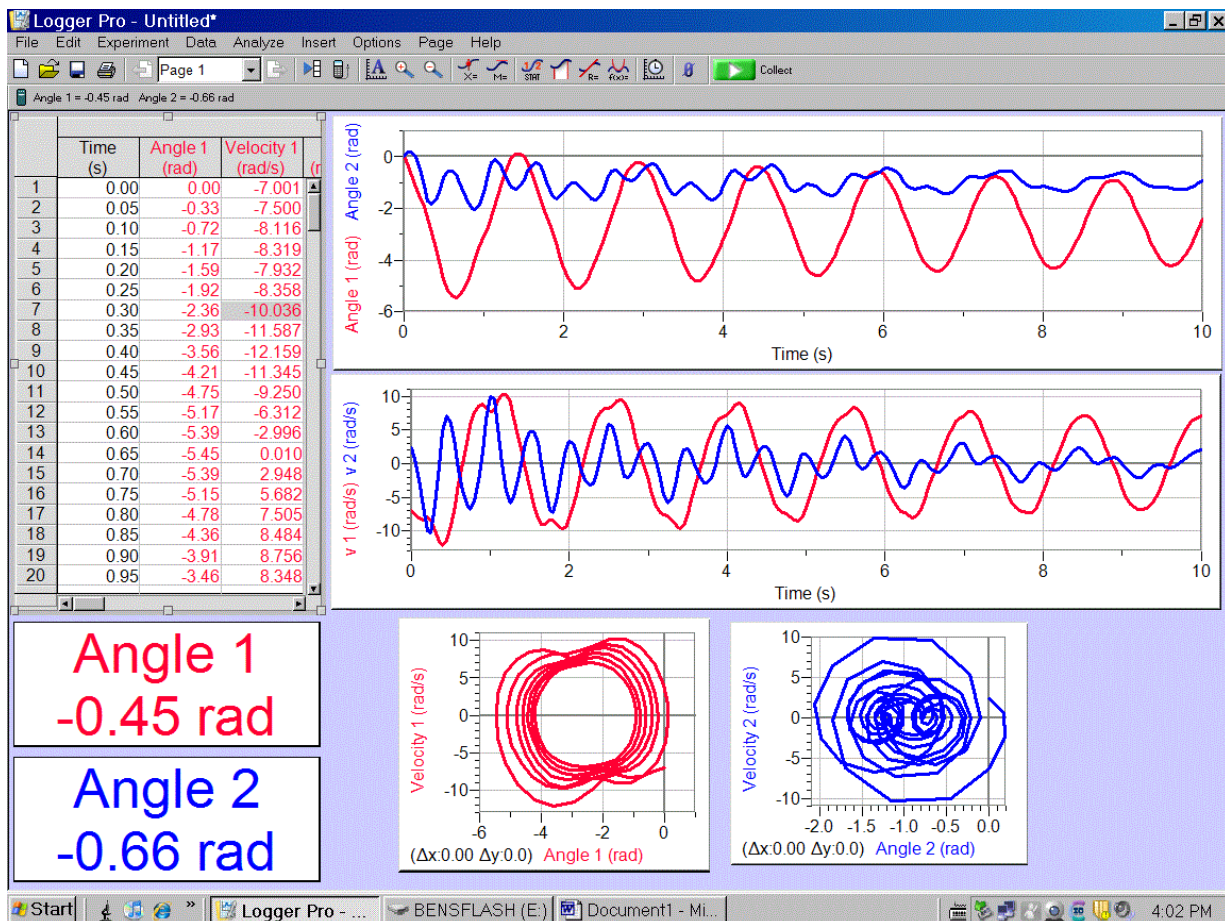 Logger Pro - Untitled*
File Edit Experiment Data Analyze Insert Options Page Help
Page 1
X= M= 1/2 STAT R= f(x)= Collect
Angle 1 = -0.45 rad Angle 2 = -0.66 rad
Time Angle 1 Velocity 1
(s) (rad) (rad/s) (r
1 0.00 0.00 -7.001
2 0.05 -0.33 -7.500
3 0.10 -0.72 -8.116
4 0.15 -1.17 -8.319
5 0.20 -1.59 -7.932
6 0.25 -1.92 -8.358
7 0.30 -2.36 -10.036
8 0.35 -2.93 -11.587
9 0.40 -3.56 -12.159
10 0.45 -4.21 -11.345
11 0.50 -4.75 -9.250
12 0.55 -5.17 -6.312
13 0.60 -5.39 -2.996
14 0.65 -5.45 0.010
15 0.70 -5.39 2.948
16 0.75 -5.15 5.682
17 0.80 -4.78 7.505
18 0.85 -4.36 8.484
19 0.90 -3.91 8.756
20 0.95 -3.46 8.348
Angle 1 (rad) Angle 2 (rad)
0
-2
-4
-6
0 2 4 6 8 10
Time (s)
v 1 (rad/s) v 2 (rad/s)
10
5
0
-5
-10
0 2 4 6 8 10
Time (s)
Angle 1
-0.45 rad
Angle 2
-0.66 rad
Velocity 1 (rad/s)
10
5
0
-5
-10
-6 -4 -2 0
(Δx:0.00 Δy:0.0) Angle 1 (rad)
Velocity 2 (rad/s)
10
5
0
-5
-10
-2.0 -1.5 -1.0 -0.5 0.0
(Δx:0.00 Δy:0.0) Angle 2 (rad)
Start » Logger Pro - ... BENSFLASH (E:) Document1 - Mi... 4:02 PM